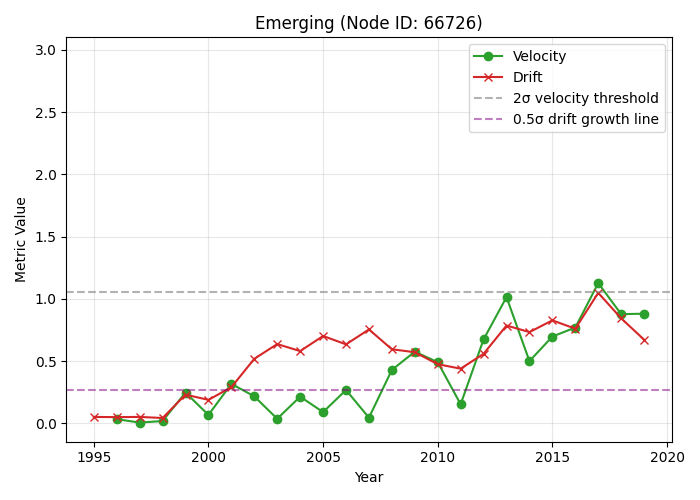 Emerging (Node ID: 66726)
Velocity
Drift
2σ velocity threshold
0.5σ drift growth line
Metric Value
3.0
2.5
2.0
1.5
1.0
0.5
0.0
1995 2000 2005 2010 2015 2020
Year